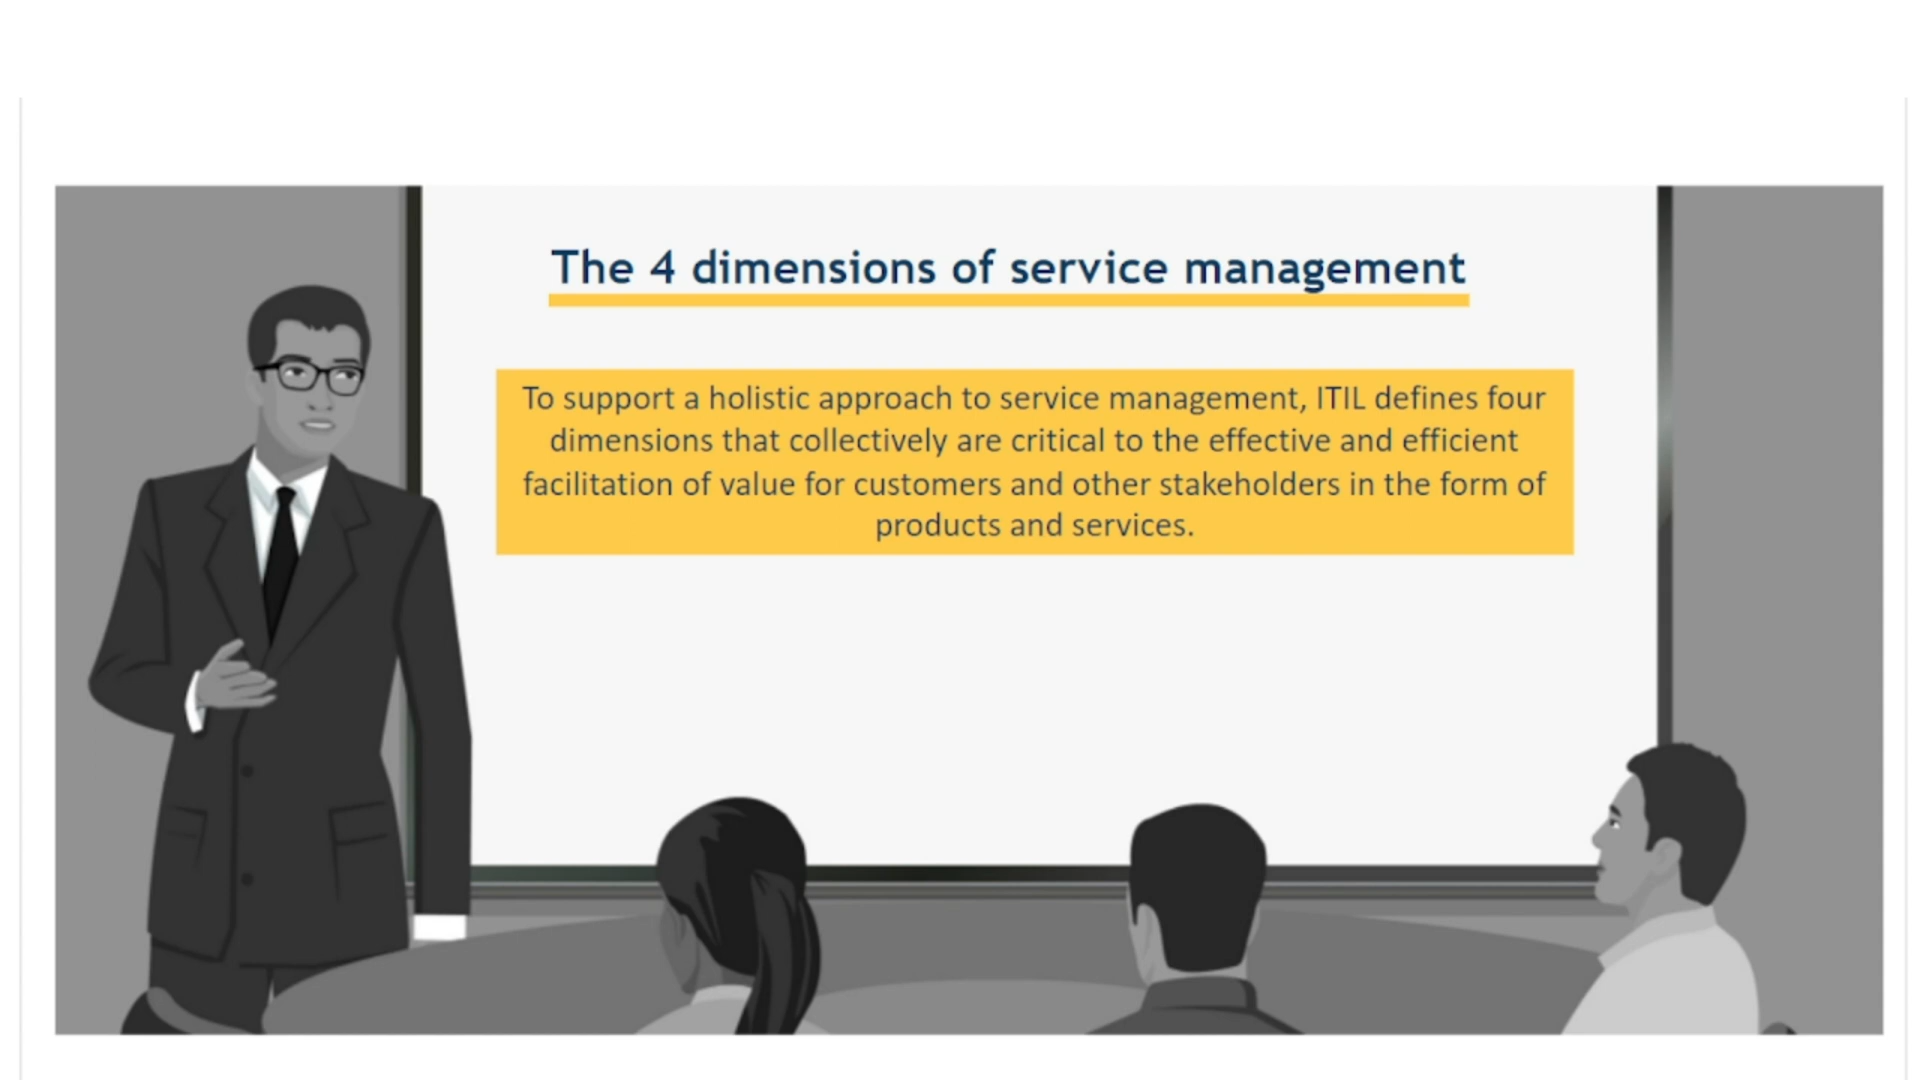 The 4 dimensions of service management
To support a holistic approach to service management, ITIL defines four
dimensions that collectively are critical to the effective and efficient
facilitation of value for customers and other stakeholders in the form of
products and services.